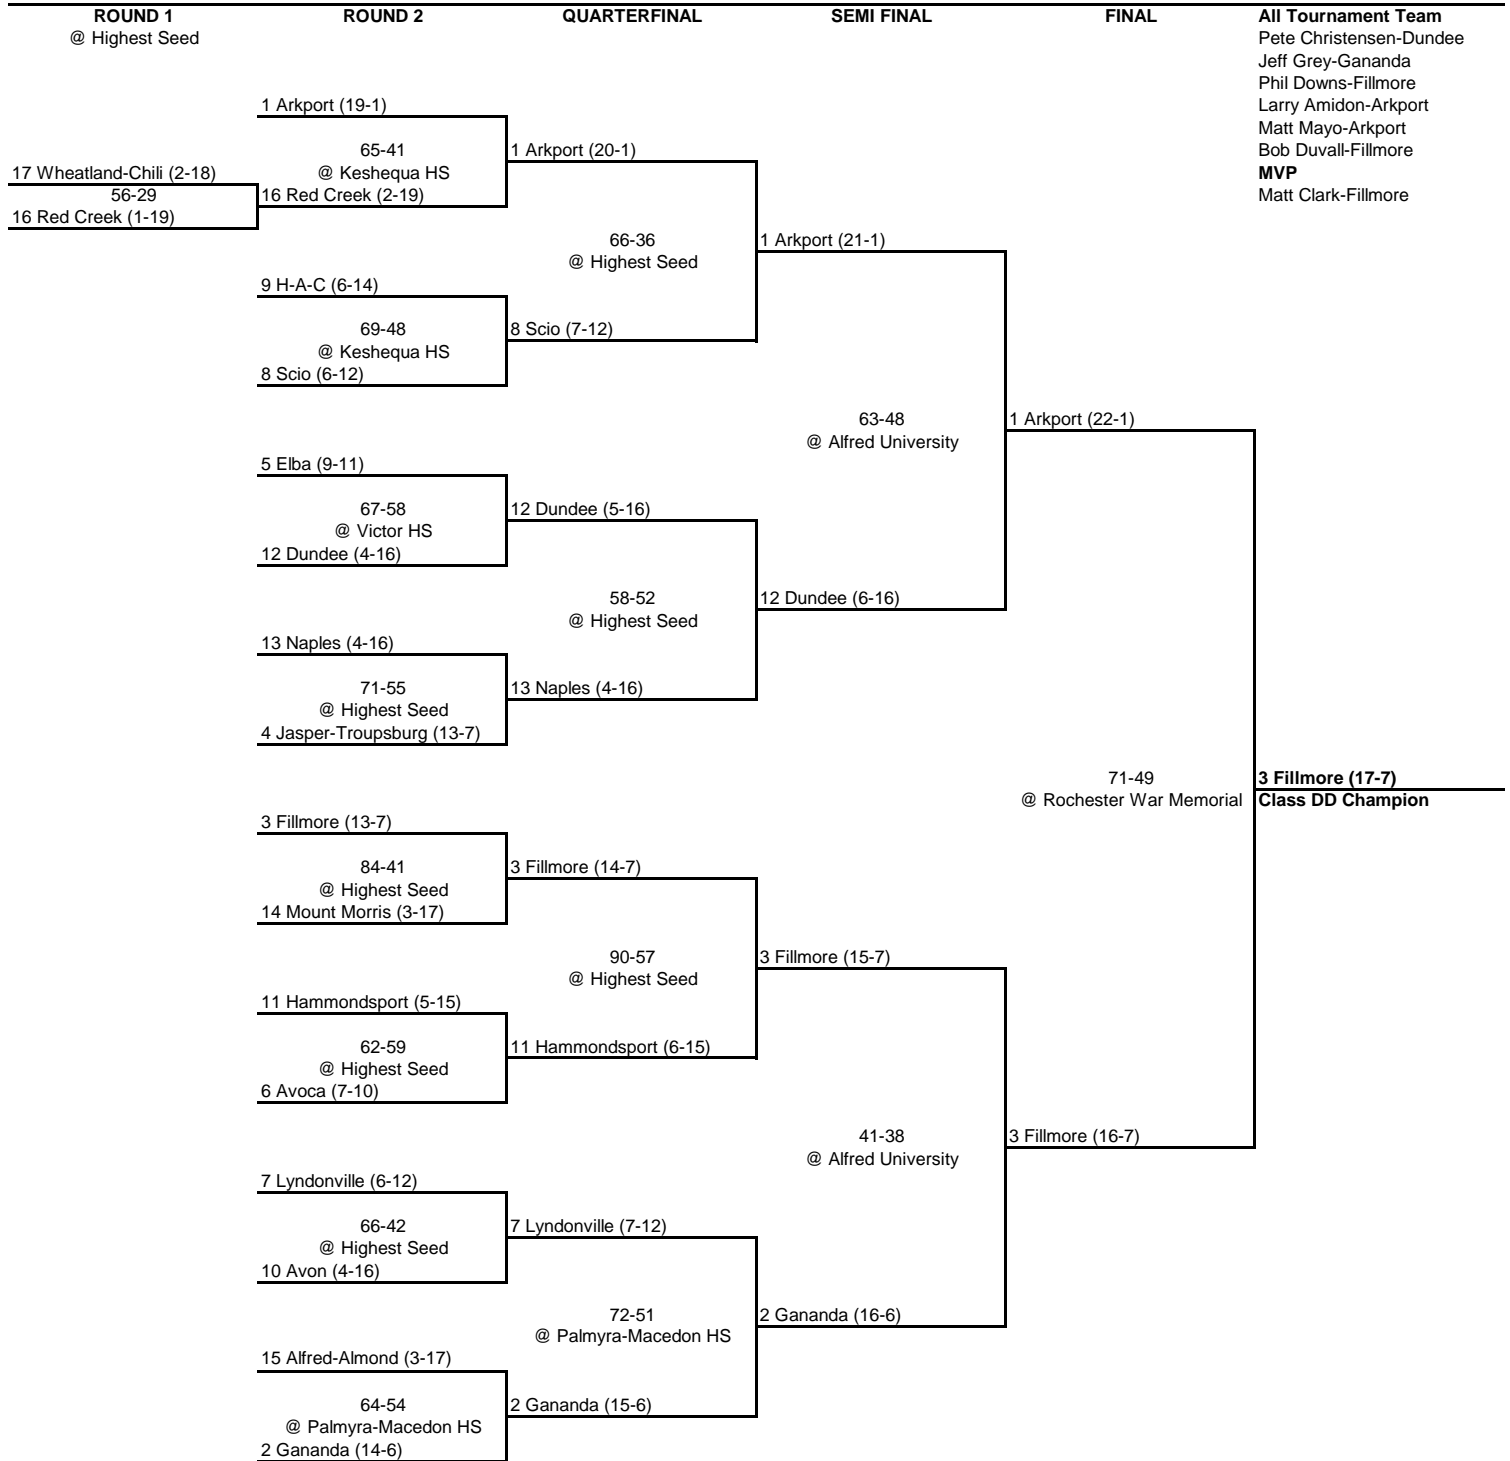 ROUND 1
@ Highest Seed
ROUND 2
QUARTERFINAL
SEMI FINAL
FINAL
All Tournament Team
Pete Christensen-Dundee
Jeff Grey-Gananda
Phil Downs-Fillmore
Larry Amidon-Arkport
Matt Mayo-Arkport
Bob Duvall-Fillmore
MVP
Matt Clark-Fillmore
17 Wheatland-Chili (2-18)
56-29
16 Red Creek (1-19)
1 Arkport (19-1)
65-41
@ Keshequa HS
16 Red Creek (2-19)
9 H-A-C (6-14)
69-48
@ Keshequa HS
8 Scio (6-12)
5 Elba (9-11)
67-58
@ Victor HS
12 Dundee (4-16)
13 Naples (4-16)
71-55
@ Highest Seed
4 Jasper-Troupsburg (13-7)
3 Fillmore (13-7)
84-41
@ Highest Seed
14 Mount Morris (3-17)
11 Hammondsport (5-15)
62-59
@ Highest Seed
6 Avoca (7-10)
7 Lyndonville (6-12)
66-42
@ Highest Seed
10 Avon (4-16)
15 Alfred-Almond (3-17)
64-54
@ Palmyra-Macedon HS
2 Gananda (14-6)
1 Arkport (20-1)
66-36
@ Highest Seed
8 Scio (7-12)
12 Dundee (5-16)
58-52
@ Highest Seed
13 Naples (4-16)
3 Fillmore (14-7)
90-57
@ Highest Seed
11 Hammondsport (6-15)
7 Lyndonville (7-12)
72-51
@ Palmyra-Macedon HS
2 Gananda (15-6)
1 Arkport (21-1)
63-48
@ Alfred University
12 Dundee (6-16)
3 Fillmore (15-7)
41-38
@ Alfred University
2 Gananda (16-6)
1 Arkport (22-1)
71-49
@ Rochester War Memorial
3 Fillmore (16-7)
3 Fillmore (17-7)
Class DD Champion